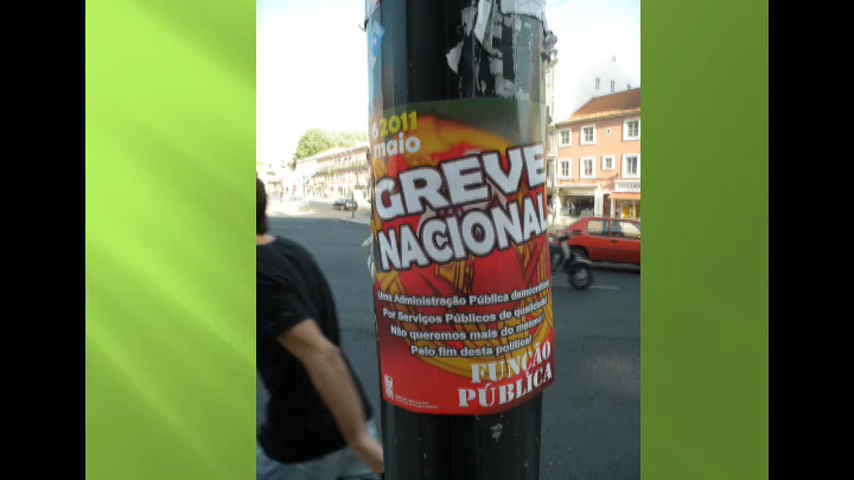 6 2011
maio
GREVE
NACIONAL
Uma Administração Pública democrática
Por Serviços Públicos de qualidade
Não queremos mais do mesmo
Pelo fim desta política!
FUNÇÃO
PÚBLICA